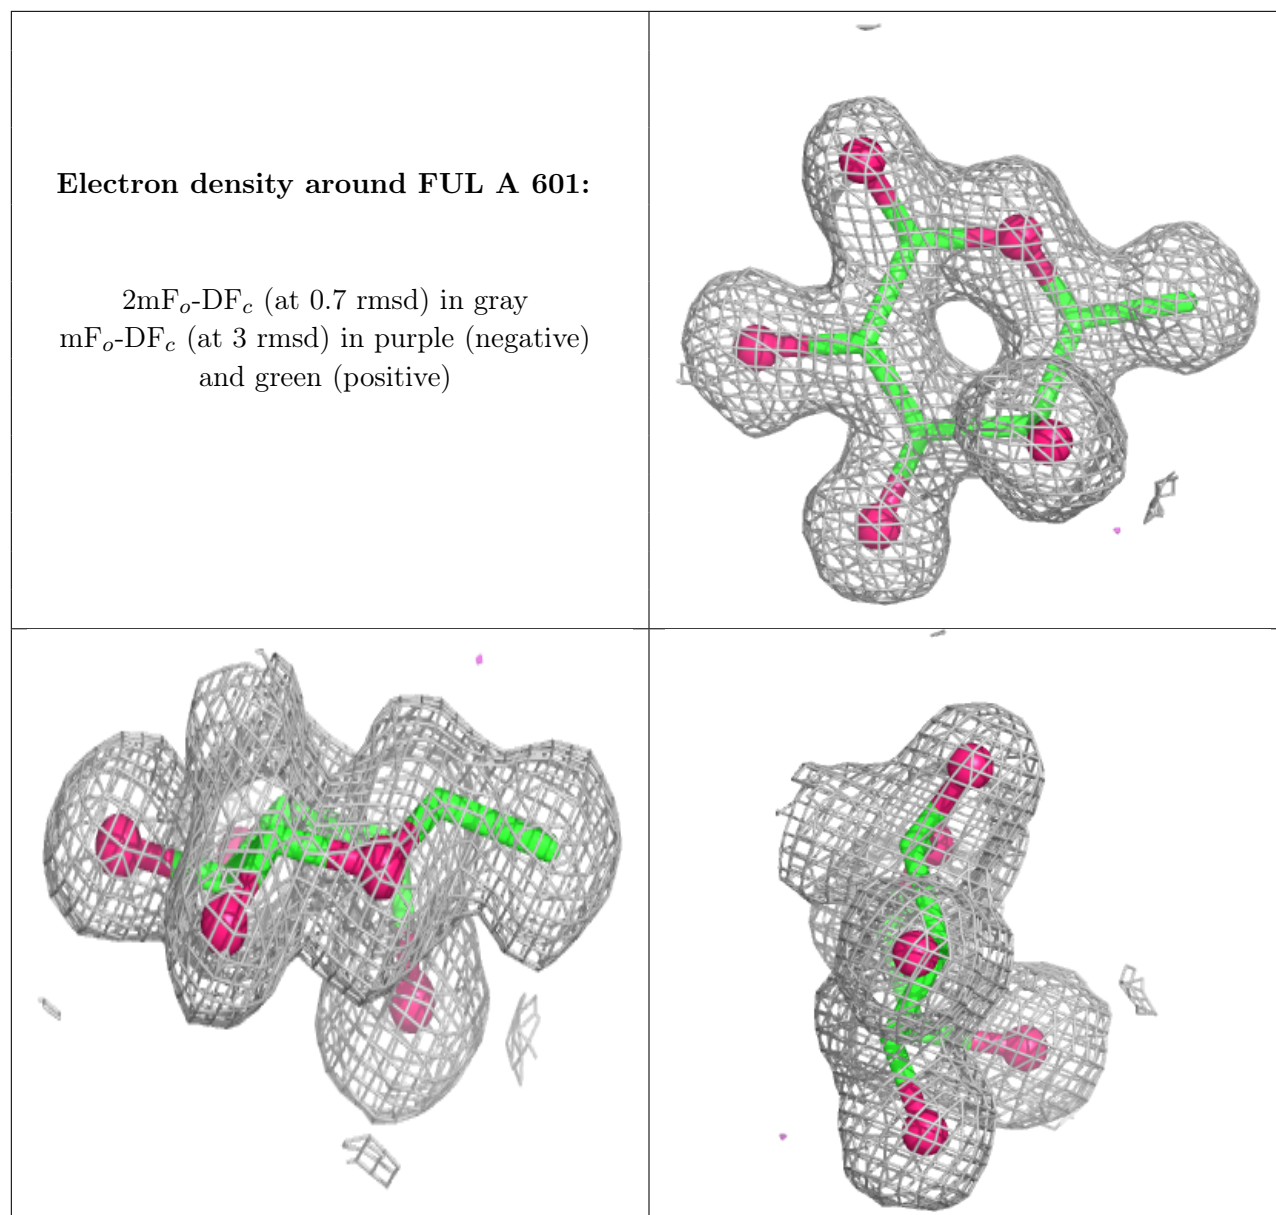 Electron density around FUL A 601:
2mFₒ-DF𝒸 (at 0.7 rmsd) in gray
mFₒ-DF𝒸 (at 3 rmsd) in purple (negative)
and green (positive)